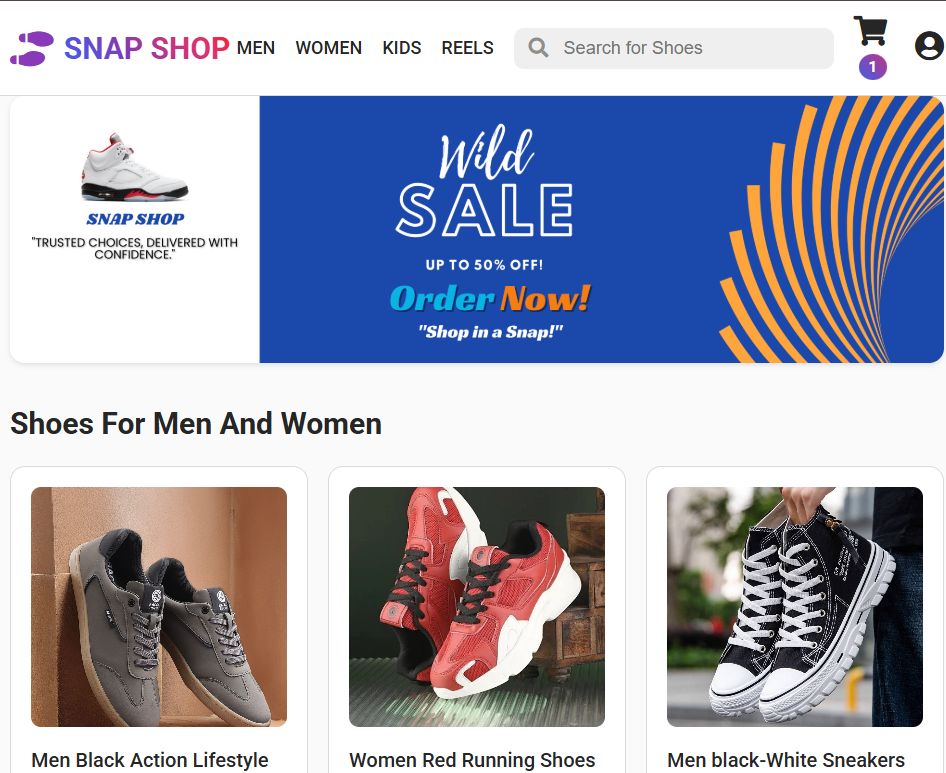 SNAP SHOP MEN WOMEN KIDS REELS Search for Shoes
1
SNAP SHOP
"TRUSTED CHOICES, DELIVERED WITH
CONFIDENCE."
Wild
SALE
UP TO 50% OFF!
Order Now!
"Shop in a Snap!"
Shoes For Men And Women
Men Black Action Lifestyle
Women Red Running Shoes
Men black-White Sneakers